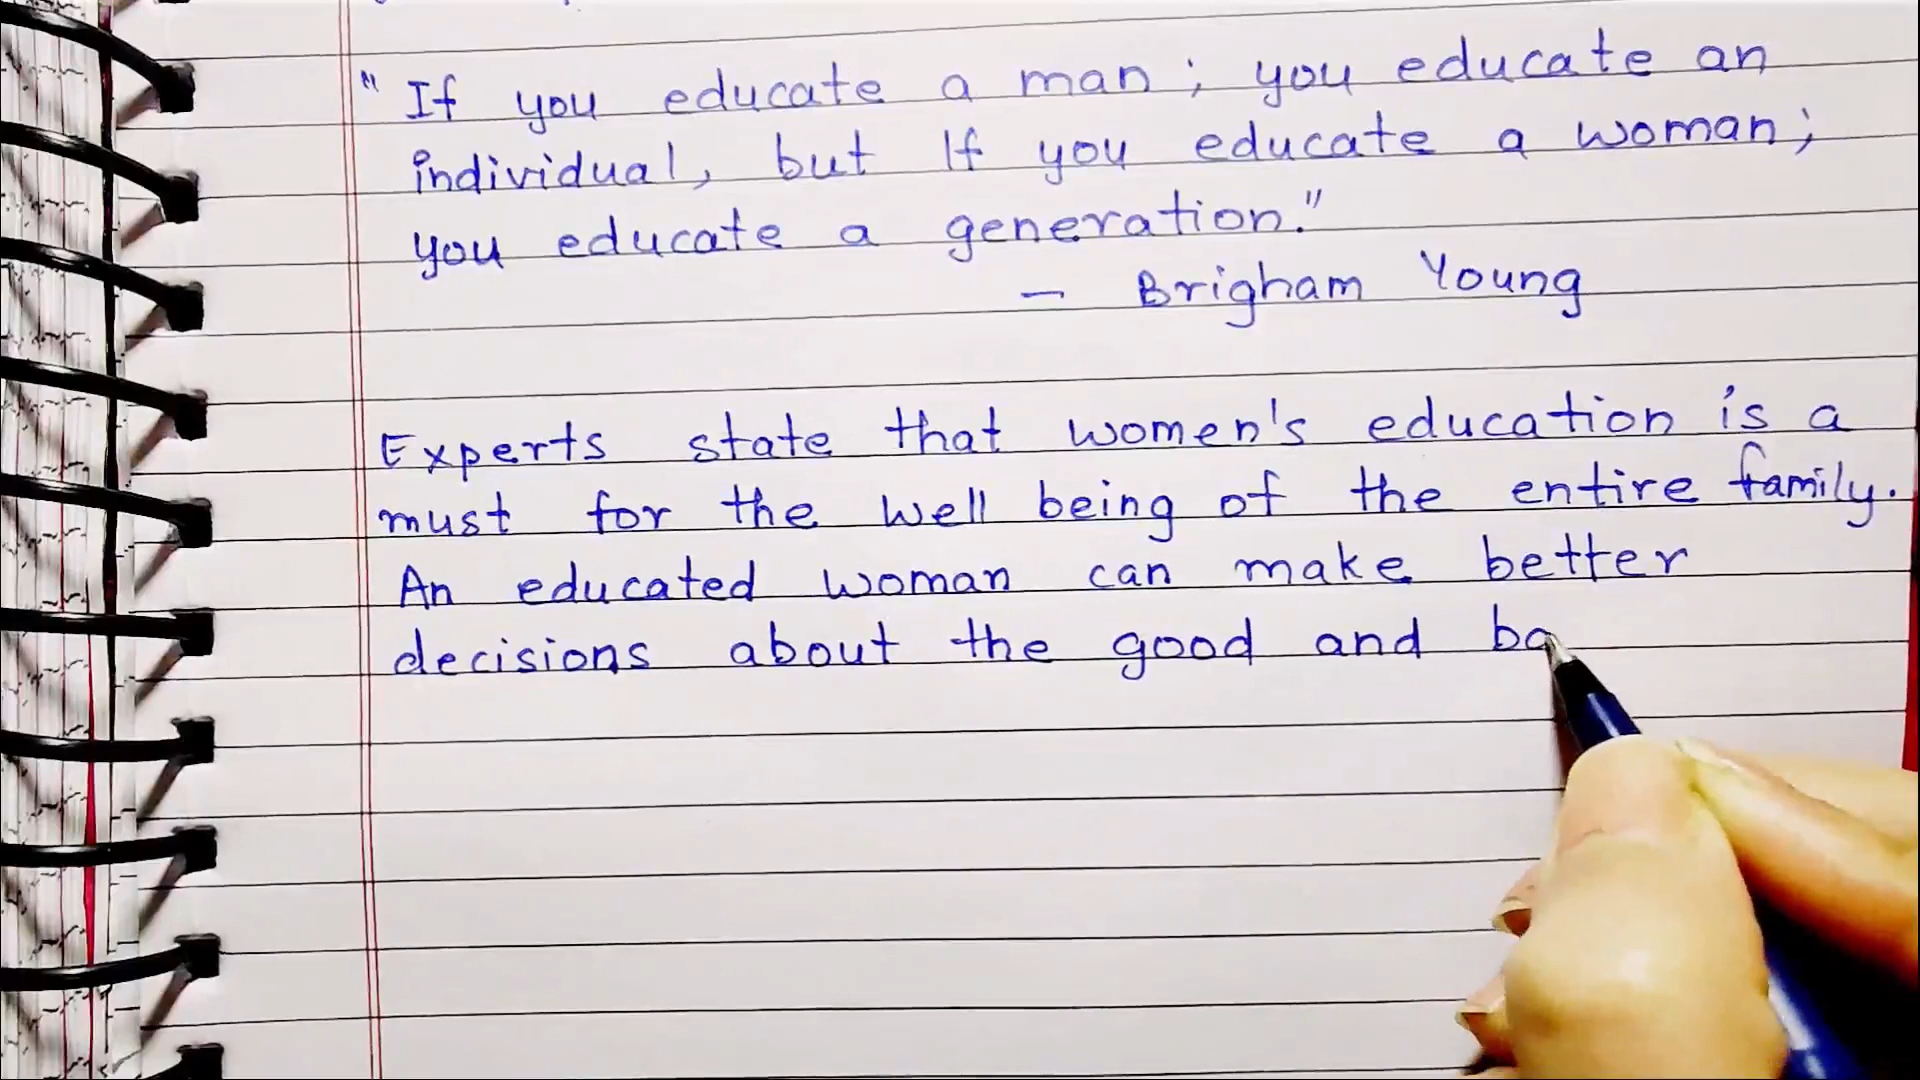 " If you educate a man; you educate an
individual, but If you educate a woman;
you educate a generation."
- Brigham Young
Experts state that women's education is a
must for the well being of the entire family.
An educated woman can make better
decisions about the good and ba